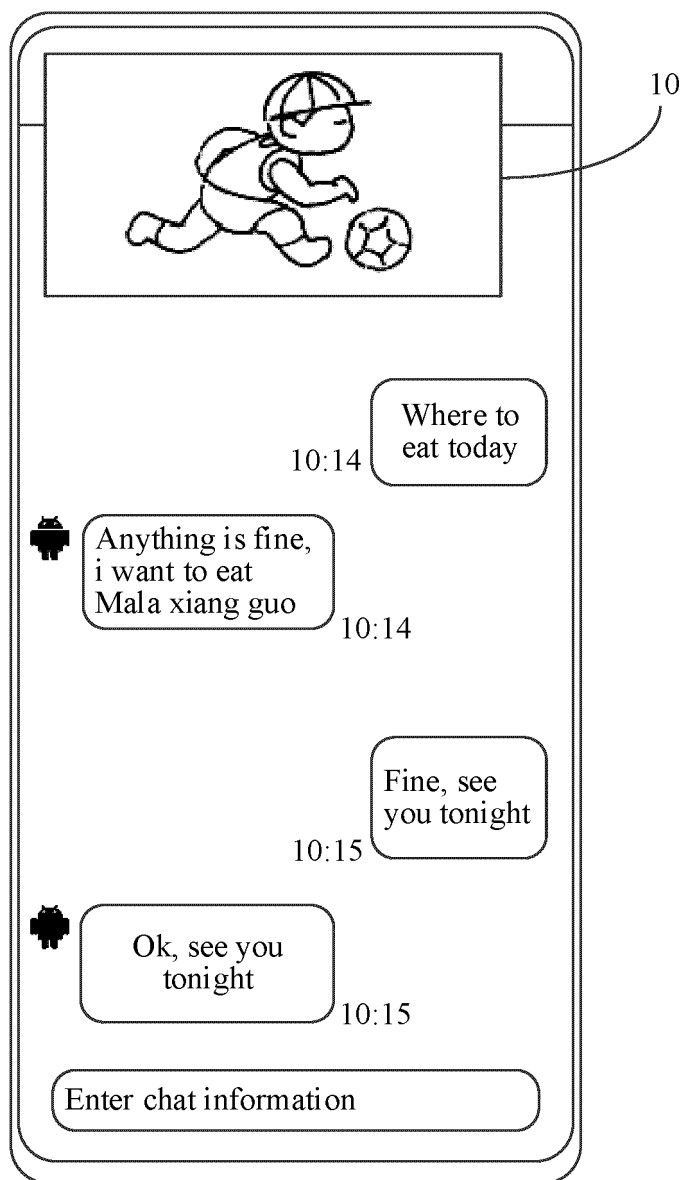 10
Where to
eat today
10:14
Anything is fine,
i want to eat
Mala xiang guo
10:14
Fine, see
you tonight
10:15
Ok, see you
tonight
10:15
Enter chat information